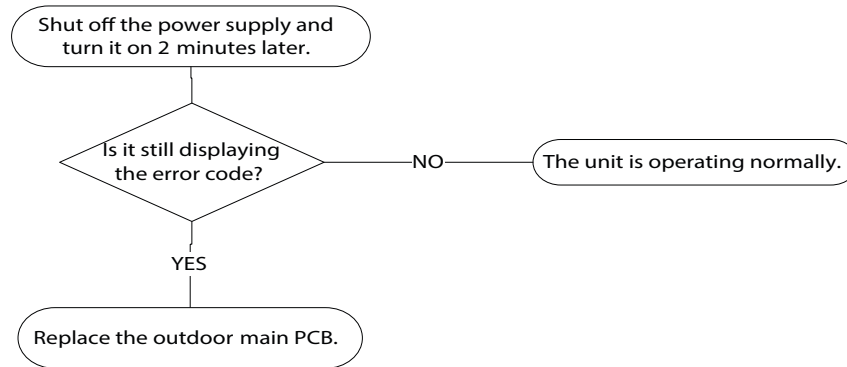 Shut off the power supply and
turn it on 2 minutes later.
Is it still displaying
the error code?
NO
The unit is operating normally.
YES
Replace the outdoor main PCB.